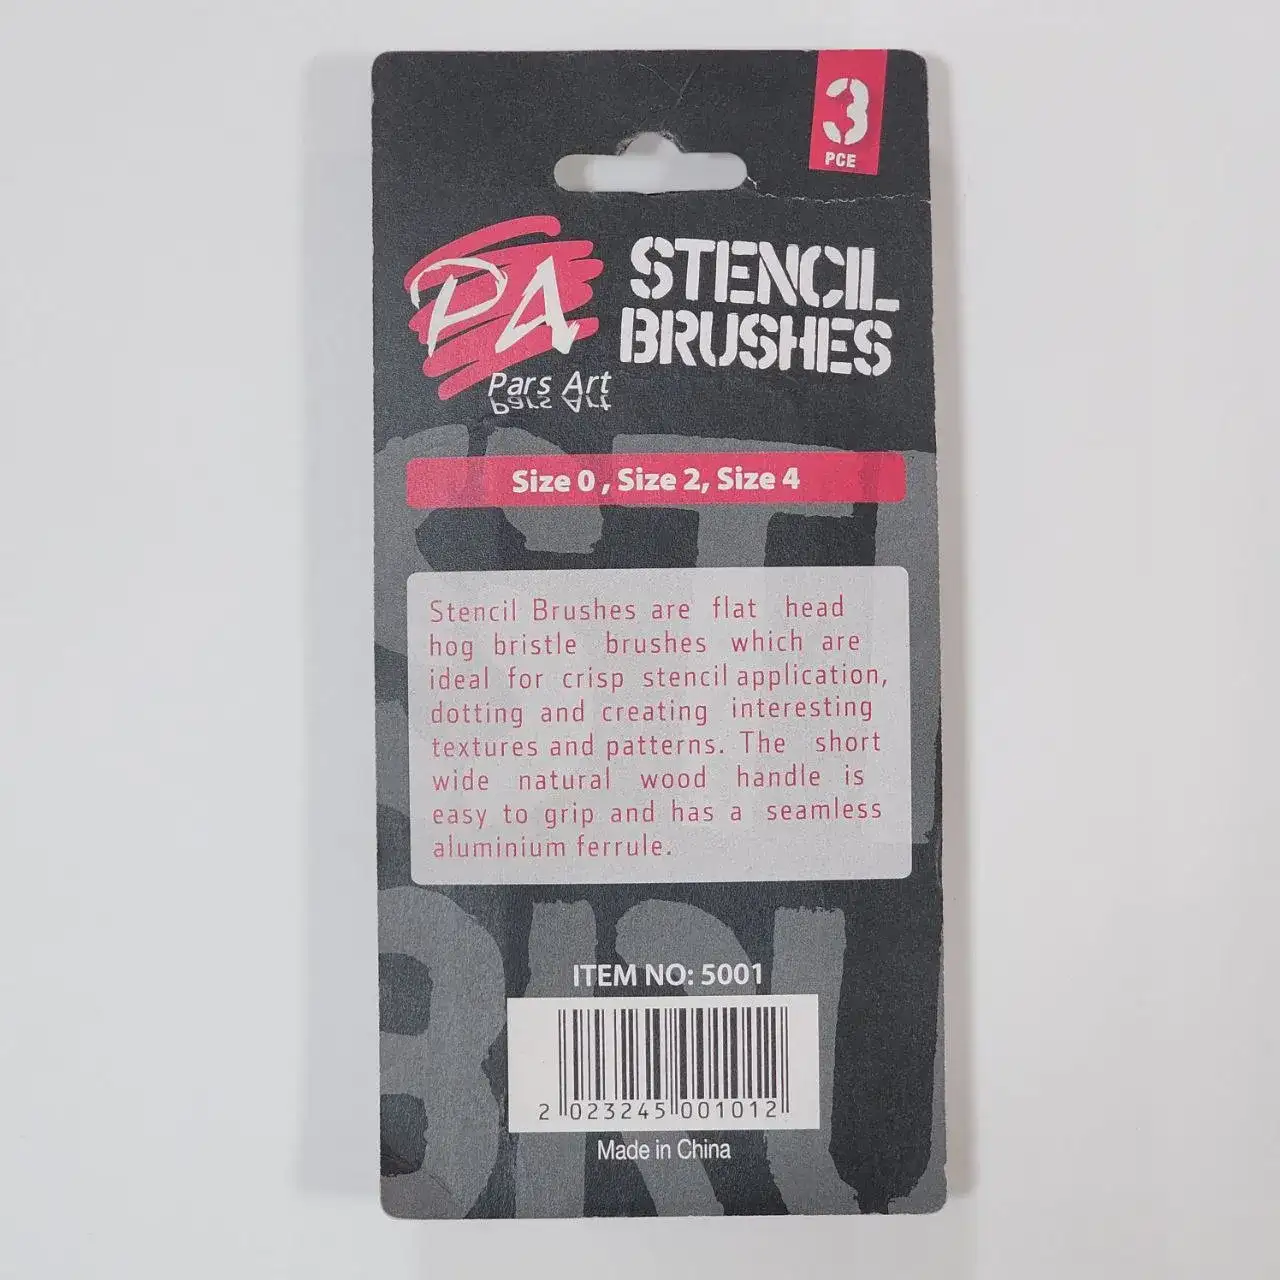 3
PCE
PA
Pars Art
STENCIL
BRUSHES
Size 0 , Size 2, Size 4
Stencil Brushes are flat head
hog bristle brushes which are
ideal for crisp stencil application,
dotting and creating interesting
textures and patterns. The short
wide natural wood handle is
easy to grip and has a seamless
aluminium ferrule.
ITEM NO: 5001
2 023245 001012
Made in China